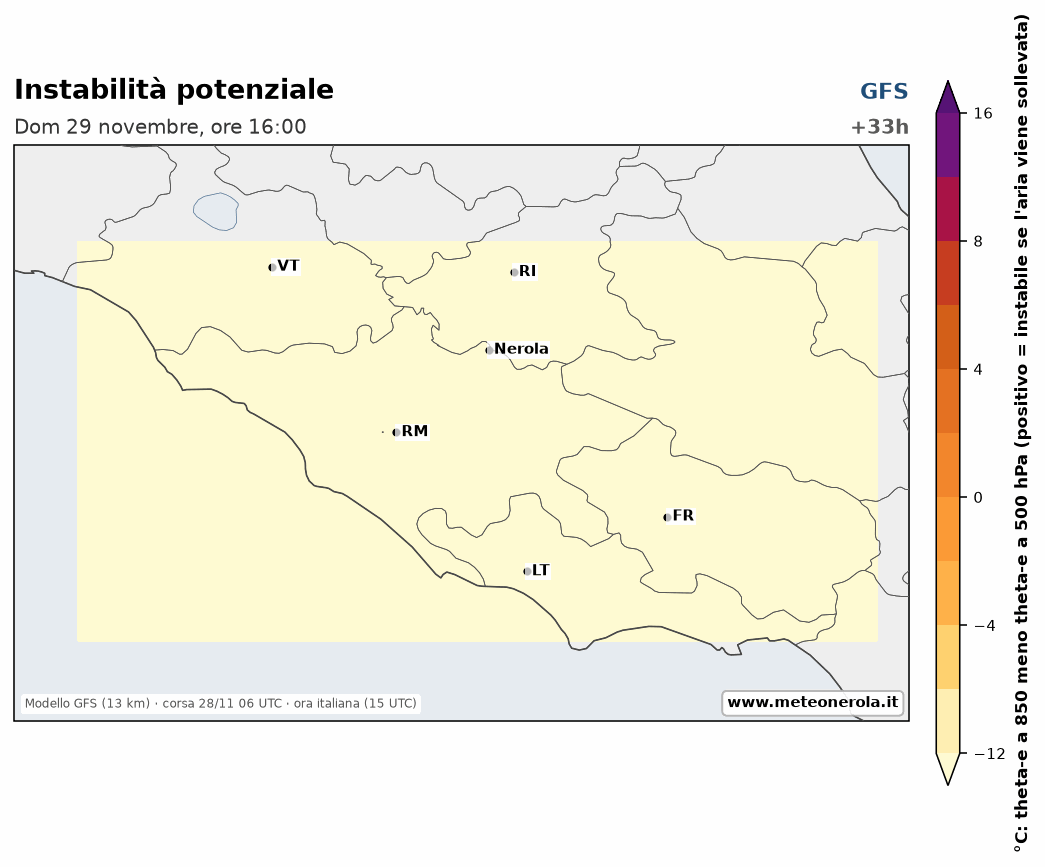 Instabilità potenziale
GFS
Dom 29 novembre, ore 16:00
+33h
VT
RI
Nerola
RM
FR
LT
Modello GFS (13 km) · corsa 28/11 06 UTC · ora italiana (15 UTC)
www.meteonerola.it
16
8
4
0
−4
−12
°C: theta-e a 850 meno theta-e a 500 hPa (positivo = instabile se l'aria viene sollevata)